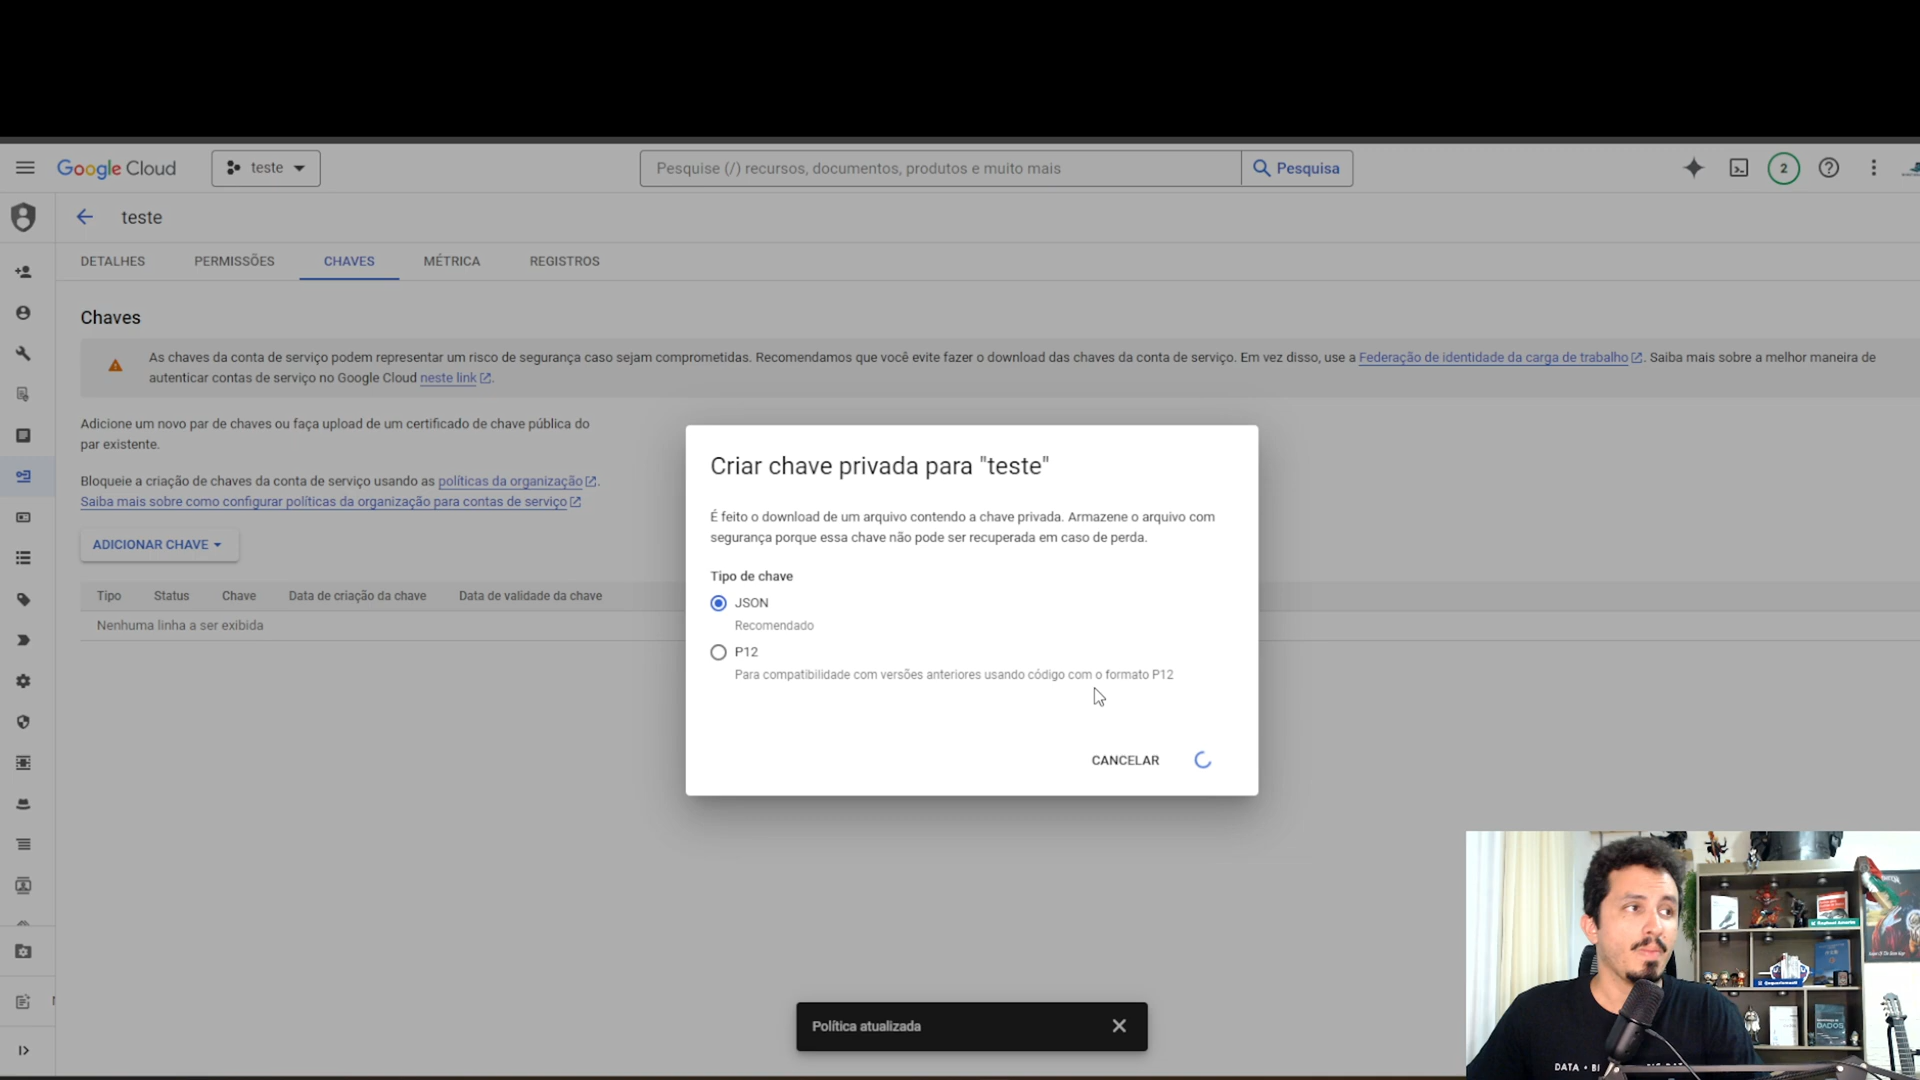 Google Cloud
teste
Pesquise (/) recursos, documentos, produtos e muito mais
Pesquisa
2
teste
DETALHES
PERMISSÕES
CHAVES
MÉTRICA
REGISTROS
Chaves
As chaves da conta de serviço podem representar um risco de segurança caso sejam comprometidas. Recomendamos que você evite fazer o download das chaves da conta de serviço. Em vez disso, use a Federação de identidade da carga de trabalho. Saiba mais sobre a melhor maneira de
autenticar contas de serviço no Google Cloud neste link.
Adicione um novo par de chaves ou faça upload de um certificado de chave pública do
par existente.
Bloqueie a criação de chaves da conta de serviço usando as políticas da organização.
Saiba mais sobre como configurar políticas da organização para contas de serviço
ADICIONAR CHAVE
Tipo
Status
Chave
Data de criação da chave
Data de validade da chave
Nenhuma linha a ser exibida
Criar chave privada para "teste"
É feito o download de um arquivo contendo a chave privada. Armazene o arquivo com
segurança porque essa chave não pode ser recuperada em caso de perda.
Tipo de chave
JSON
Recomendado
P12
Para compatibilidade com versões anteriores usando código com o formato P12
CANCELAR
Política atualizada
DADOS
DATA • BI